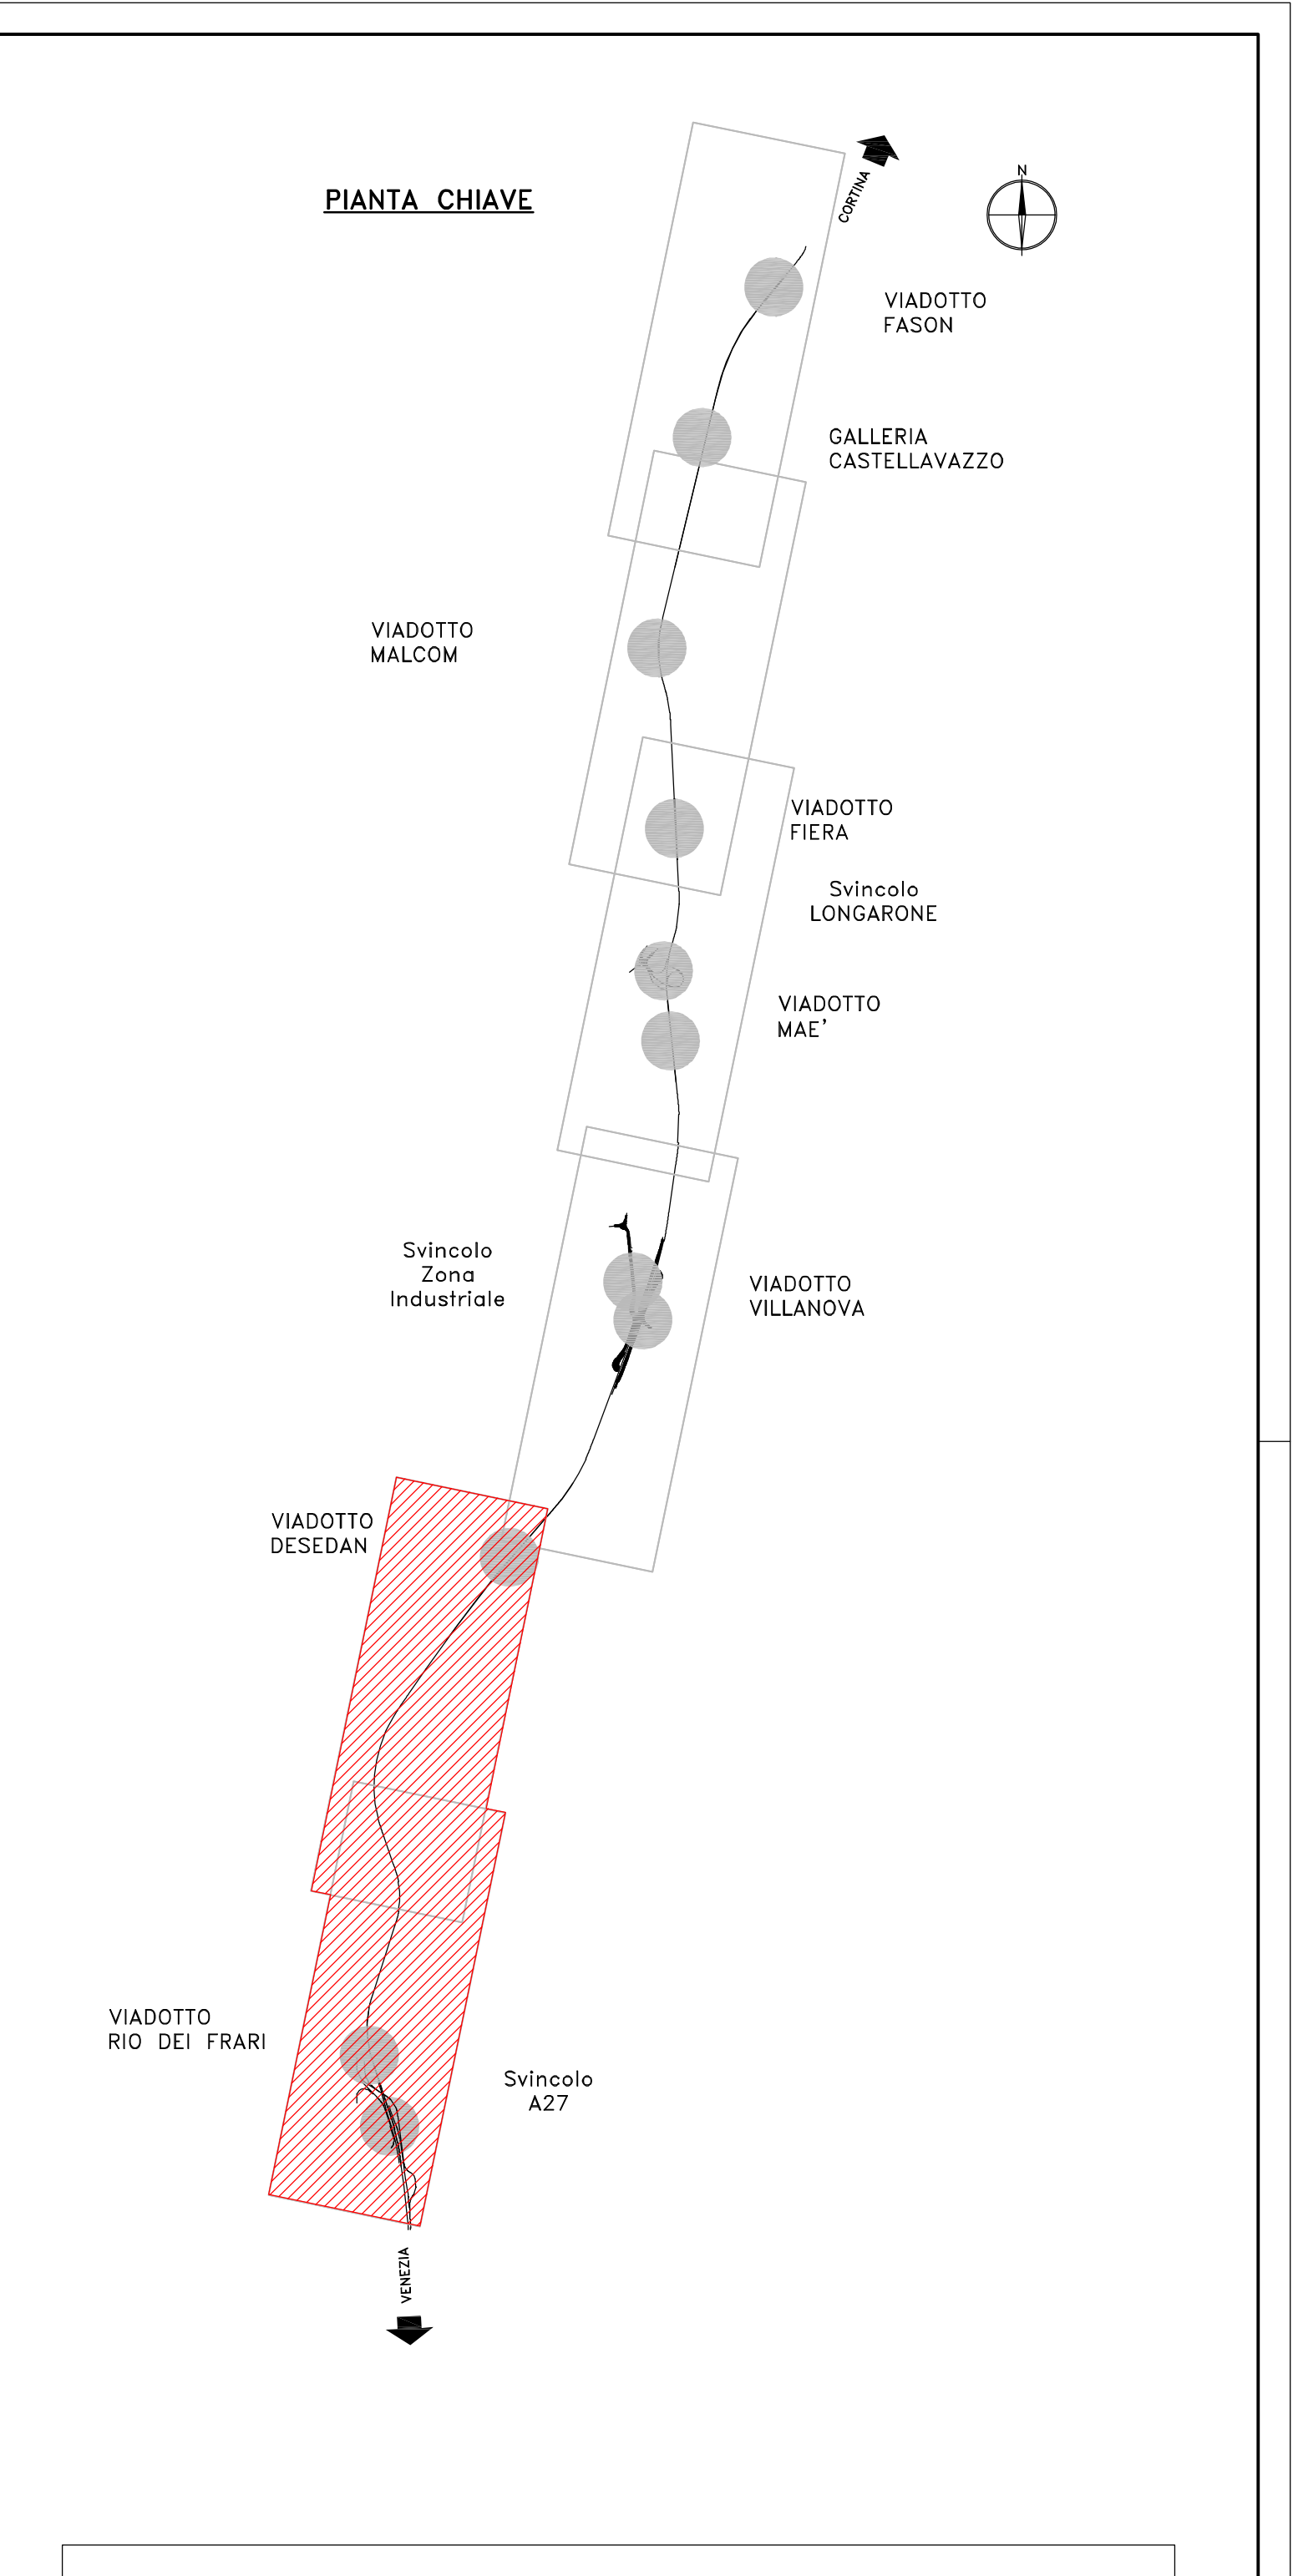 PIANTA CHIAVE
CORTINA
N
VIADOTTO
FASON
GALLERIA
CASTELLAVAZZO
VIADOTTO
MALCOM
VIADOTTO
FIERA
Svincolo
LONGARONE
VIADOTTO
MAE'
Svincolo
Zona
Industriale
VIADOTTO
VILLANOVA
VIADOTTO
DESEDAN
VIADOTTO
RIO DEI FRARI
Svincolo
A27
VENEZIA